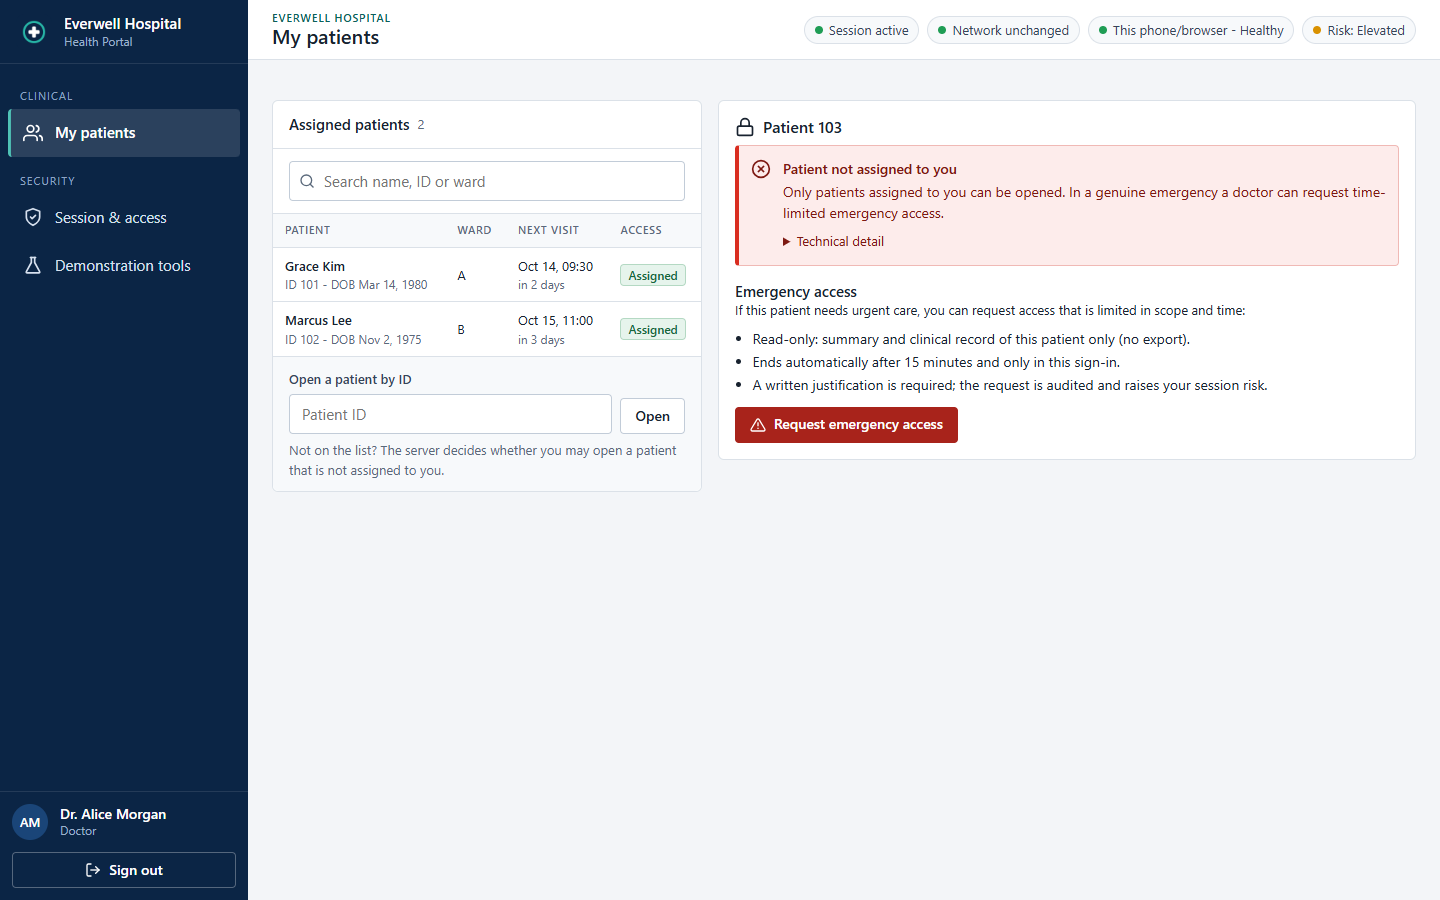 Everwell Hospital
Health Portal
CLINICAL
My patients
SECURITY
Session & access
Demonstration tools
AM
Dr. Alice Morgan
Doctor
Sign out
EVERWELL HOSPITAL
My patients
Session active
Network unchanged
This phone/browser - Healthy
Risk: Elevated
Assigned patients 2
Search name, ID or ward
PATIENT WARD NEXT VISIT ACCESS
Grace Kim
ID 101 - DOB Mar 14, 1980
A
Oct 14, 09:30
in 2 days
Assigned
Marcus Lee
ID 102 - DOB Nov 2, 1975
B
Oct 15, 11:00
in 3 days
Assigned
Open a patient by ID
Patient ID
Open
Not on the list? The server decides whether you may open a patient
that is not assigned to you.
Patient 103
Patient not assigned to you
Only patients assigned to you can be opened. In a genuine emergency a doctor can request time-
limited emergency access.
Technical detail
Emergency access
If this patient needs urgent care, you can request access that is limited in scope and time:
Read-only: summary and clinical record of this patient only (no export).
Ends automatically after 15 minutes and only in this sign-in.
A written justification is required; the request is audited and raises your session risk.
Request emergency access